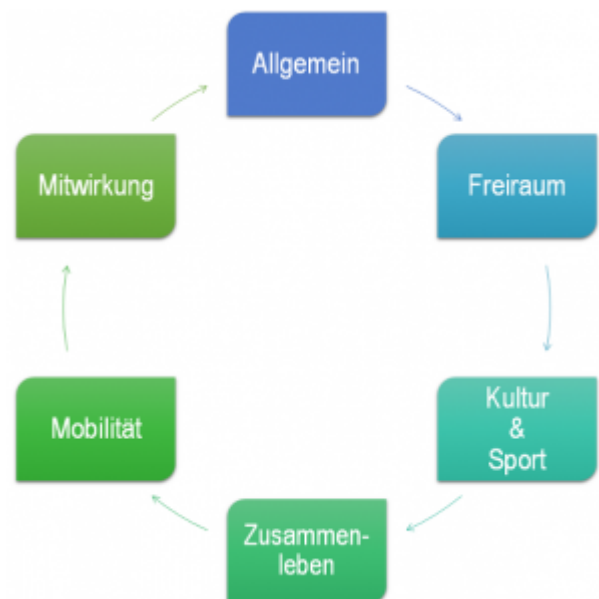 Allgemein
Freiraum
Kultur
&
Sport
Zusammen-
leben
Mobilität
Mitwirkung